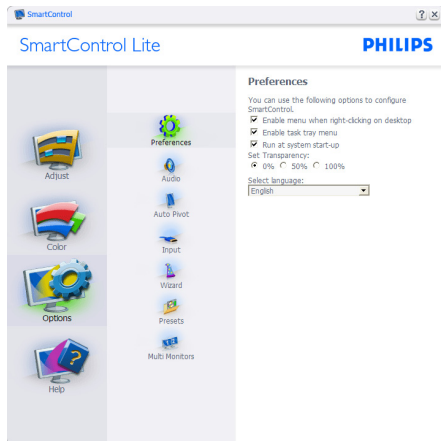 SmartControl
? X
SmartControl Lite
PHILIPS
Adjust
Color
Options
Help
Preferences
Audio
Auto Pivot
Input
Wizard
Presets
Multi Monitors
Preferences
You can use the following options to configure
SmartControl.
Enable menu when right-clicking on desktop
Enable task tray menu
Run at system start-up
Set Transparency:
0% 50% 100%
Select language:
English